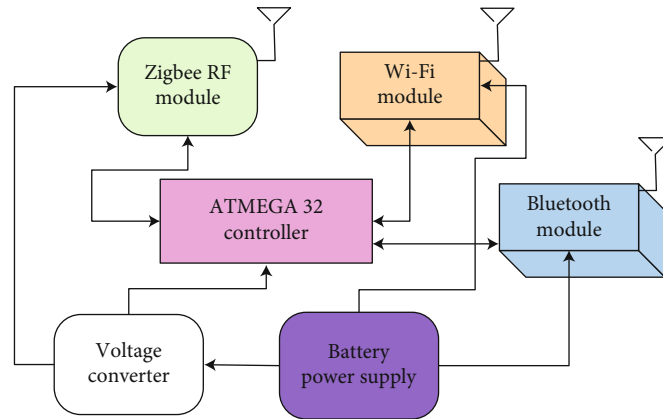 Zigbee RF
module
Wi-Fi
module
ATMEGA 32
controller
Bluetooth
module
Voltage
converter
Battery
power supply